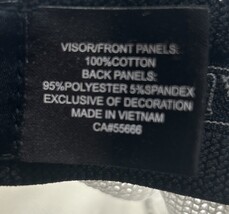 VISOR/FRONT PANELS:
100%COTTON
BACK PANELS:
95%POLYESTER 5%SPANDEX
EXCLUSIVE OF DECORATION
MADE IN VIETNAM
CA#55666